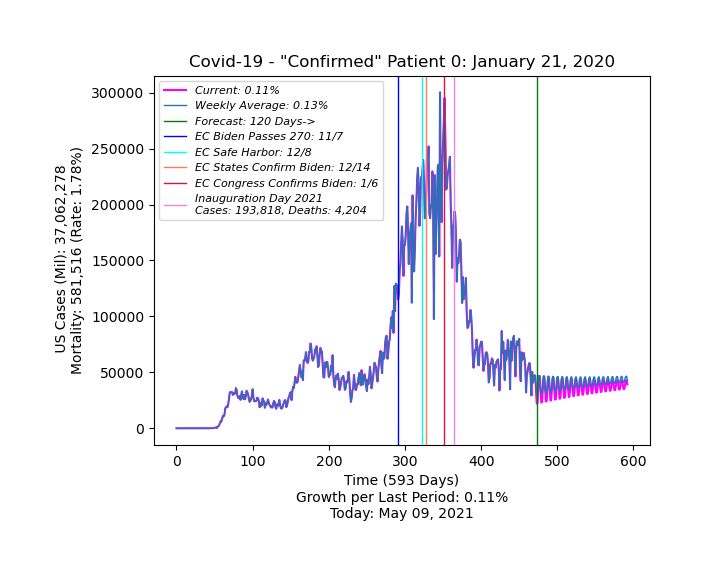 Covid-19 - "Confirmed" Patient 0: January 21, 2020
Current: 0.11%
Weekly Average: 0.13%
Forecast: 120 Days->
EC Biden Passes 270: 11/7
EC Safe Harbor: 12/8
EC States Confirm Biden: 12/14
EC Congress Confirms Biden: 1/6
Inauguration Day 2021
Cases: 193,818, Deaths: 4,204
US Cases (Mil): 37,062,278
Mortality: 581,516 (Rate: 1.78%)
300000
250000
200000
150000
100000
50000
0
0 100 200 300 400 500 600
Time (593 Days)
Growth per Last Period: 0.11%
Today: May 09, 2021